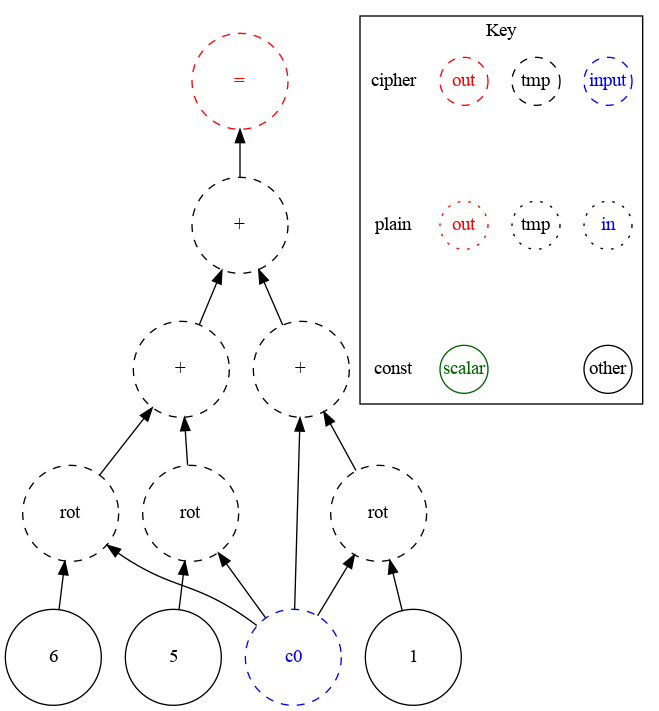 =
+
+
+
rot
rot
rot
6
5
c0
1
Key
cipher out tmp input
plain out tmp in
const scalar other